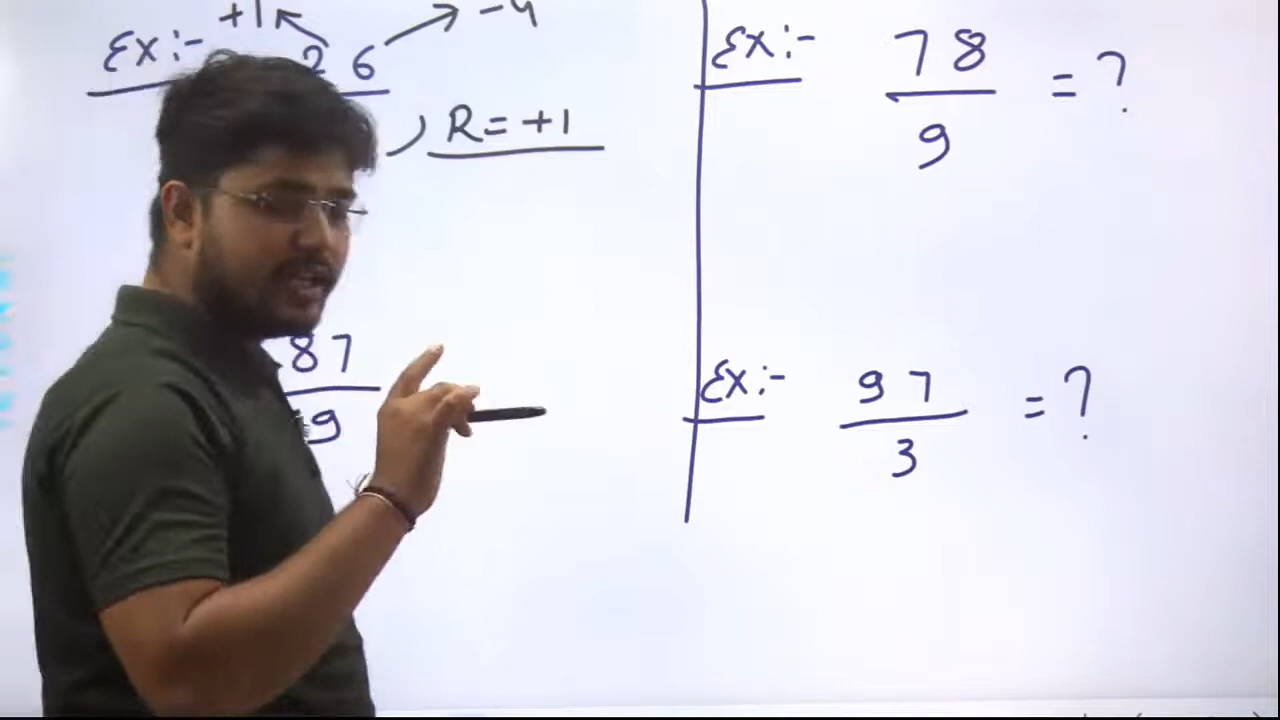 +1 -4
Ex:- 26
R = +1
87
9
Ex:- 78
= ?
9
Ex:- 97
= ?
3